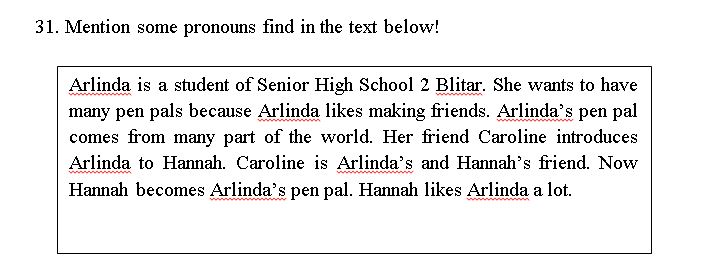 31. Mention some pronouns find in the text below!
Arlinda is a student of Senior High School 2 Blitar. She wants to have
many pen pals because Arlinda likes making friends. Arlinda’s pen pal
comes from many part of the world. Her friend Caroline introduces
Arlinda to Hannah. Caroline is Arlinda’s and Hannah’s friend. Now
Hannah becomes Arlinda’s pen pal. Hannah likes Arlinda a lot.